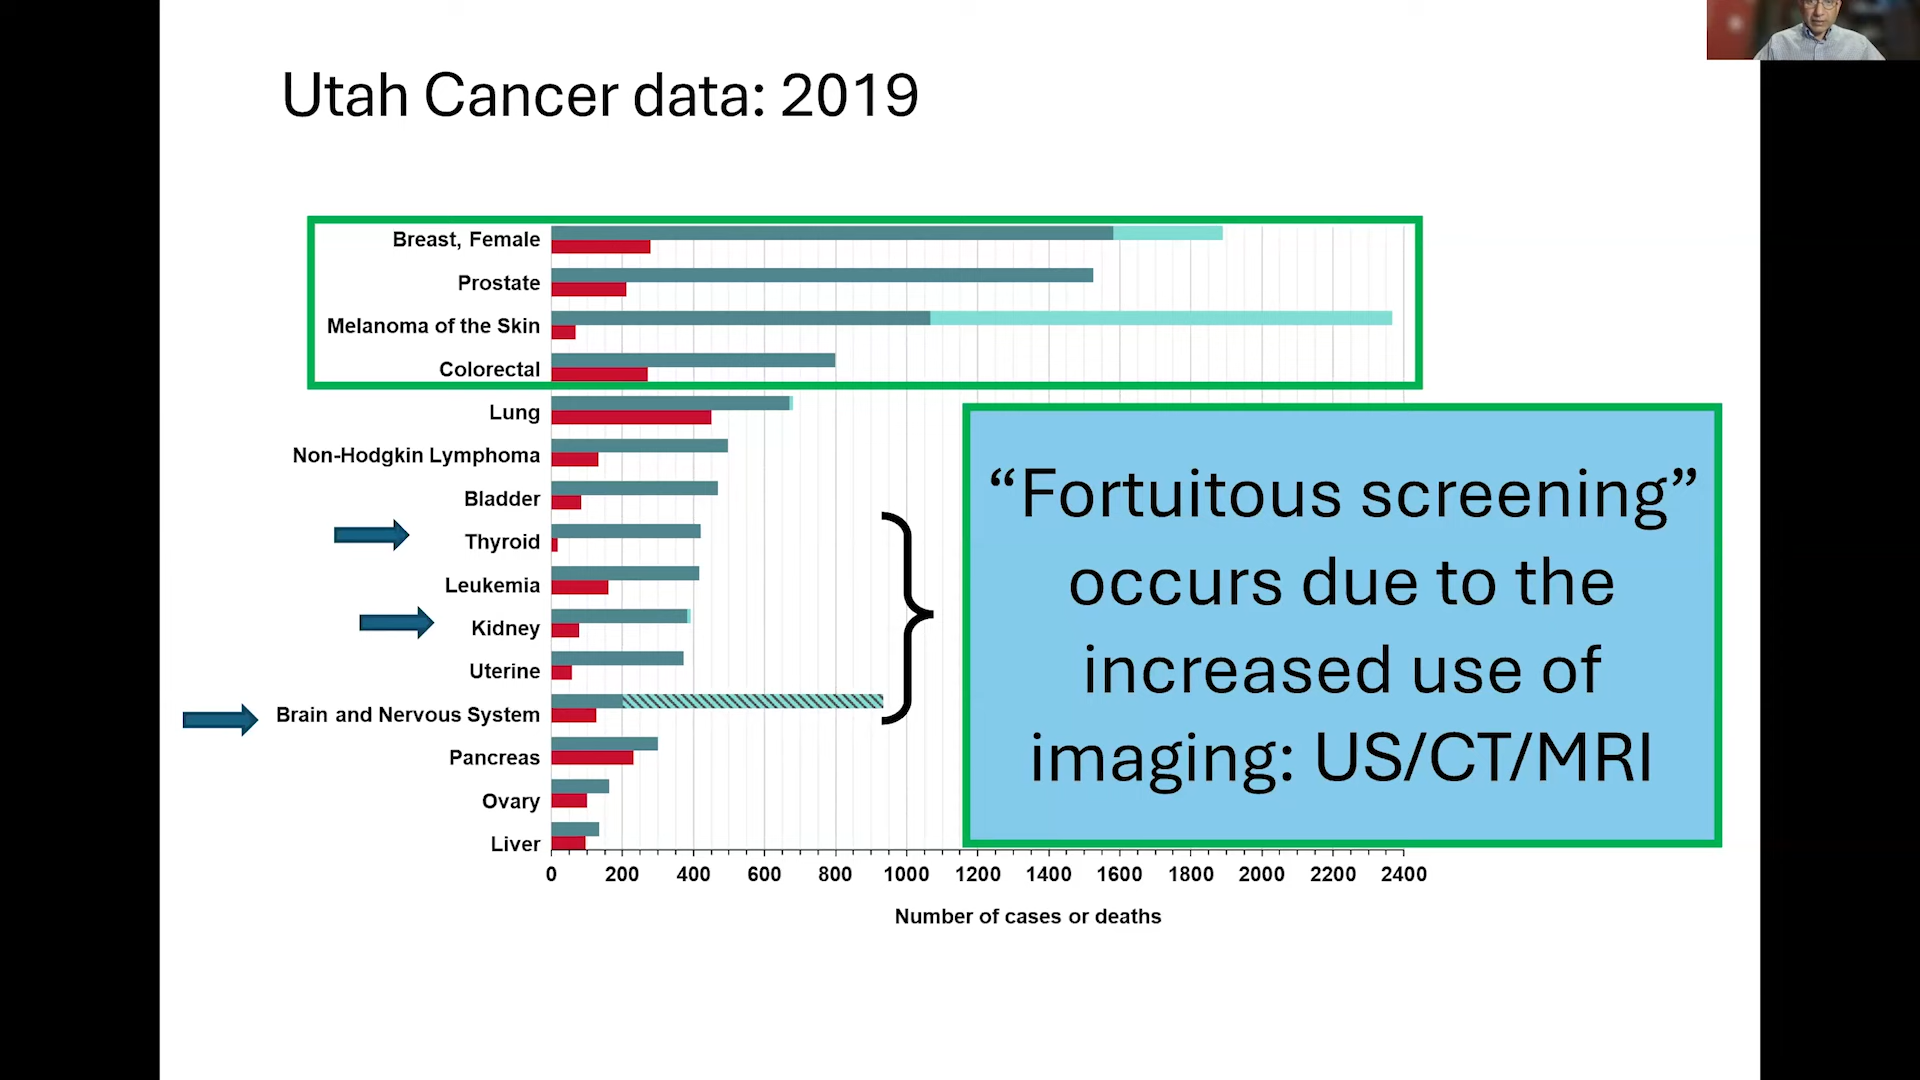 Utah Cancer data: 2019
Breast, Female
Prostate
Melanoma of the Skin
Colorectal
Lung
Non-Hodgkin Lymphoma
Bladder
Thyroid
Leukemia
Kidney
Uterine
Brain and Nervous System
Pancreas
Ovary
Liver
“Fortuitous screening”
occurs due to the
increased use of
imaging: US/CT/MRI
0 200 400 600 800 1000 1200 1400 1600 1800 2000 2200 2400
Number of cases or deaths